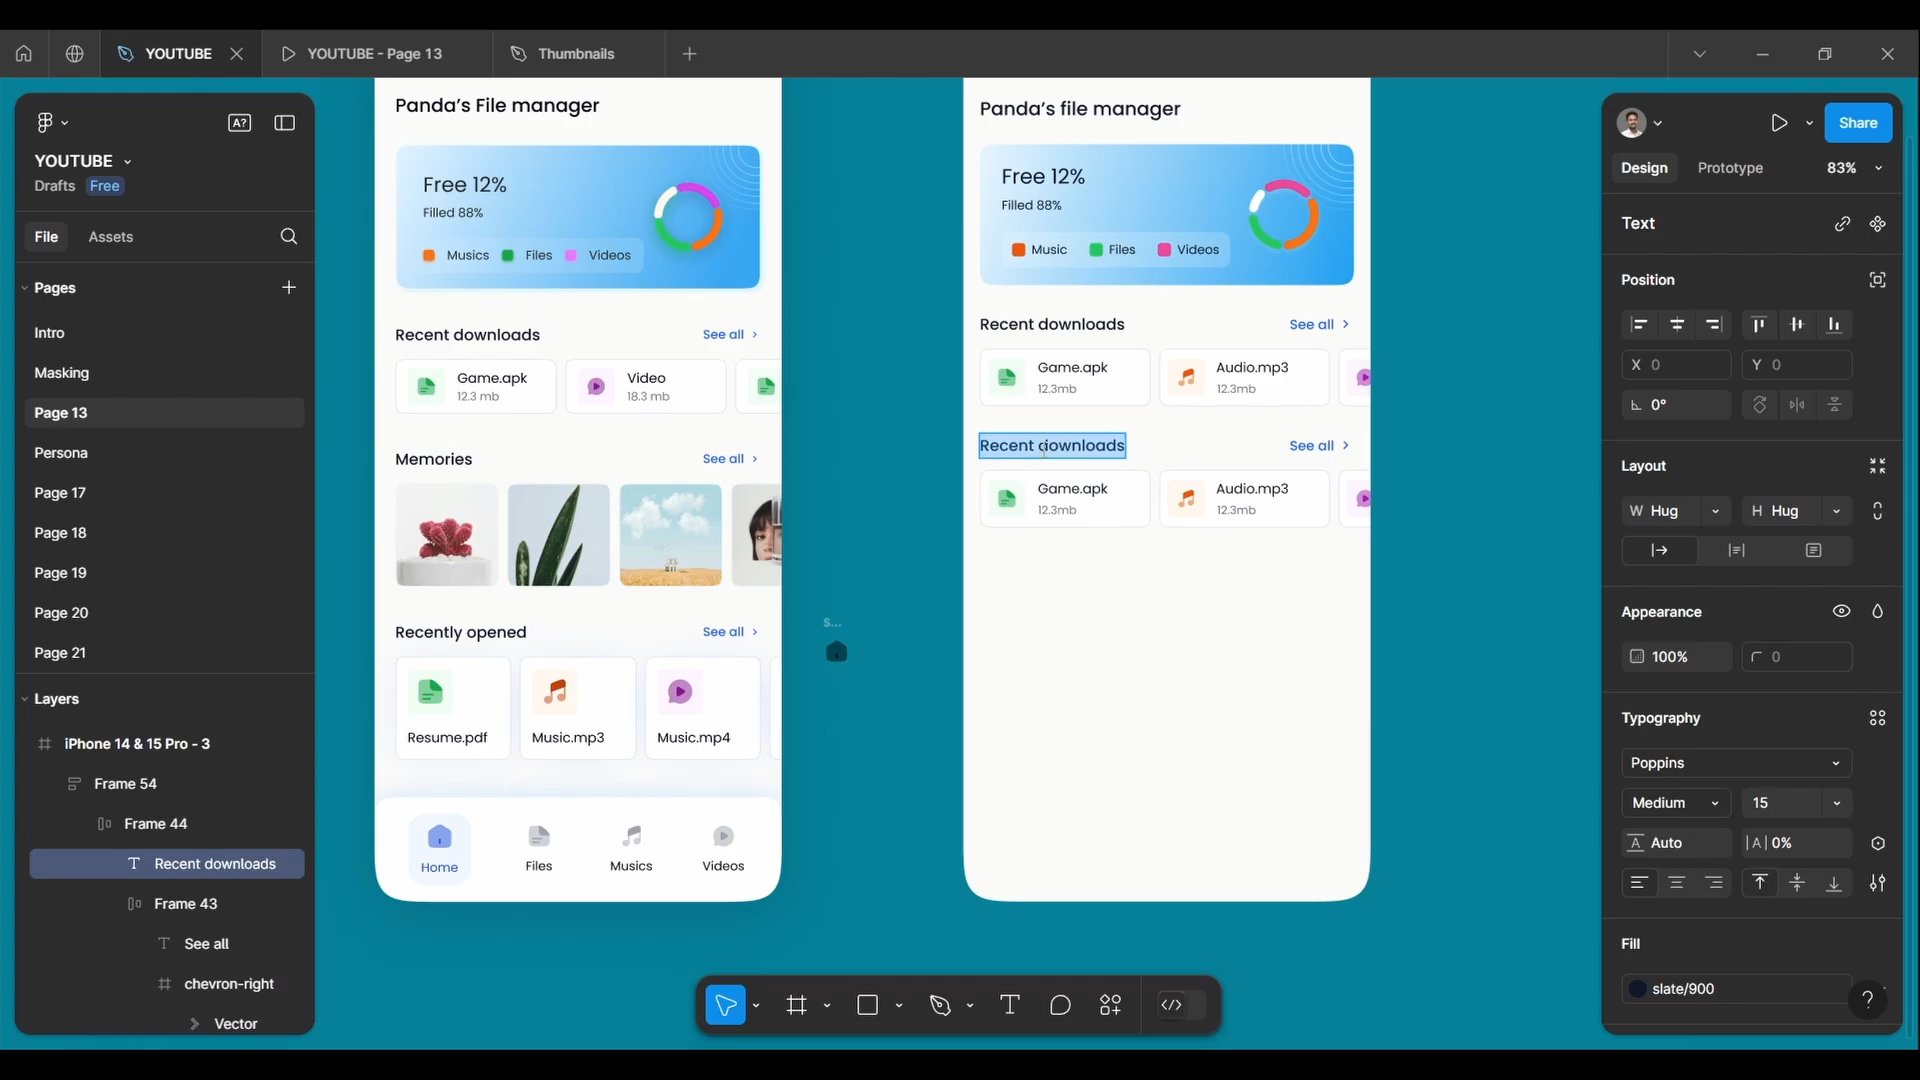 YOUTUBE
YOUTUBE - Page 13
Thumbnails
A?
YOUTUBE
Drafts Free
File Assets
Pages
Intro
Masking
Page 13
Persona
Page 17
Page 18
Page 19
Page 20
Page 21
Layers
iPhone 14 & 15 Pro - 3
Frame 54
Frame 44
Recent downloads
Frame 43
See all
chevron-right
Vector
Panda's File manager
Free 12%
Filled 88%
Musics Files Videos
Recent downloads See all
Game.apk
12.3 mb
Video
18.3 mb
Memories See all
Recently opened See all
Resume.pdf
Music.mp3
Music.mp4
Home
Files
Musics
Videos
s...
Panda's file manager
Free 12%
Filled 88%
Music Files Videos
Recent downloads See all
Game.apk
12.3mb
Audio.mp3
12.3mb
Recent downloads See all
Game.apk
12.3mb
Audio.mp3
12.3mb
Share
Design Prototype 83%
Text
Position
X 0 Y 0
0°
Layout
W Hug H Hug
Appearance
100% 0
Typography
Poppins
Medium 15
A Auto |A| 0%
Fill
slate/900
?